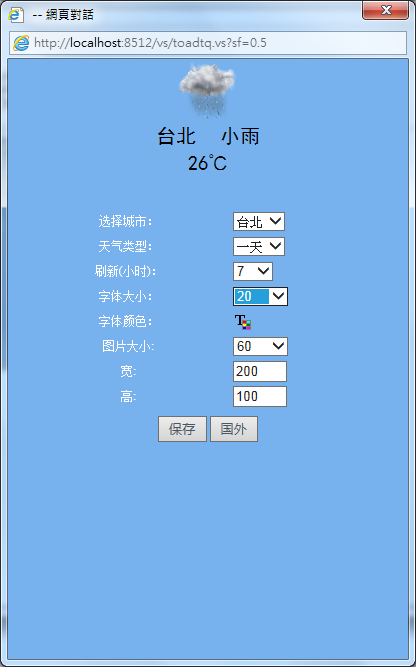 -- 網頁對話
http://localhost:8512/vs/toadtq.vs?sf=0.5
台北 小雨
26℃
选择城市: 台北
天气类型: 一天
刷新(小时): 7
字体大小: 20
字体颜色: T
图片大小: 60
宽: 200
高: 100
保存 国外